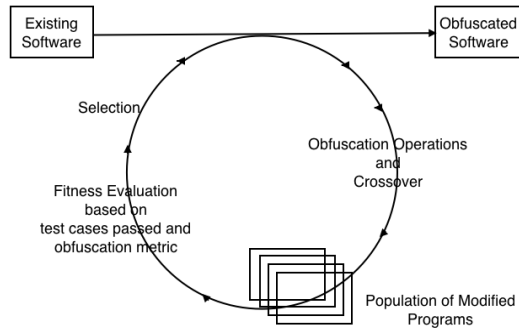 Existing
Software
Obfuscated
Software
Selection
Obfuscation Operations
and
Crossover
Fitness Evaluation
based on
test cases passed and
obfuscation metric
Population of Modified
Programs